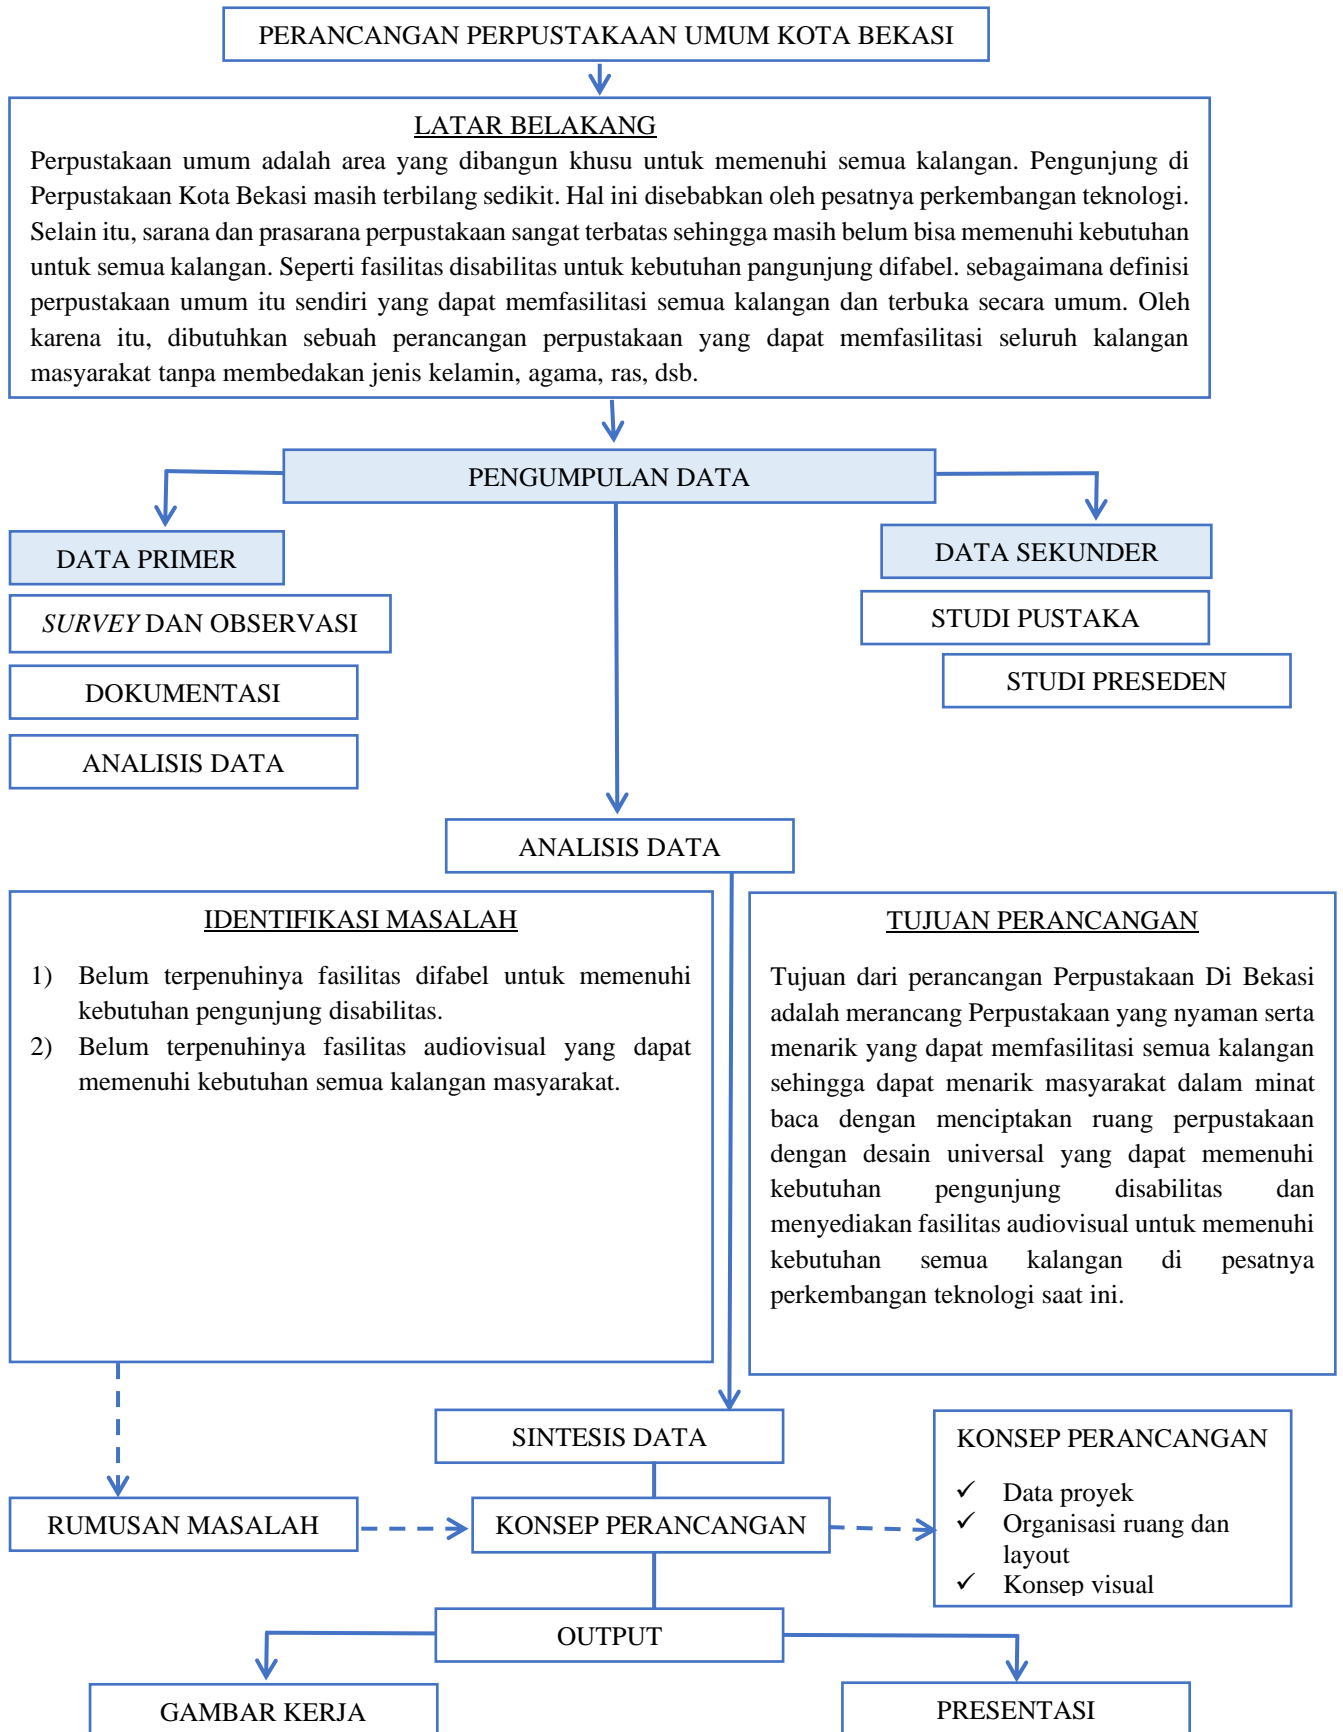 PERANCANGAN PERPUSTAKAAN UMUM KOTA BEKASI
LATAR BELAKANG
Perpustakaan umum adalah area yang dibangun khusu untuk memenuhi semua kalangan. Pengunjung di
Perpustakaan Kota Bekasi masih terbilang sedikit. Hal ini disebabkan oleh pesatnya perkembangan teknologi.
Selain itu, sarana dan prasarana perpustakaan sangat terbatas sehingga masih belum bisa memenuhi kebutuhan
untuk semua kalangan. Seperti fasilitas disabilitas untuk kebutuhan pangunjung difabel. sebagaimana definisi
perpustakaan umum itu sendiri yang dapat memfasilitasi semua kalangan dan terbuka secara umum. Oleh
karena itu, dibutuhkan sebuah perancangan perpustakaan yang dapat memfasilitasi seluruh kalangan
masyarakat tanpa membedakan jenis kelamin, agama, ras, dsb.
PENGUMPULAN DATA
DATA PRIMER
SURVEY DAN OBSERVASI
DOKUMENTASI
ANALISIS DATA
DATA SEKUNDER
STUDI PUSTAKA
STUDI PRESEDEN
ANALISIS DATA
IDENTIFIKASI MASALAH
1) Belum terpenuhinya fasilitas difabel untuk memenuhi
kebutuhan pengunjung disabilitas.
2) Belum terpenuhinya fasilitas audiovisual yang dapat
memenuhi kebutuhan semua kalangan masyarakat.
TUJUAN PERANCANGAN
Tujuan dari perancangan Perpustakaan Di Bekasi
adalah merancang Perpustakaan yang nyaman serta
menarik yang dapat memfasilitasi semua kalangan
sehingga dapat menarik masyarakat dalam minat
baca dengan menciptakan ruang perpustakaan
dengan desain universal yang dapat memenuhi
kebutuhan pengunjung disabilitas dan
menyediakan fasilitas audiovisual untuk memenuhi
kebutuhan semua kalangan di pesatnya
perkembangan teknologi saat ini.
SINTESIS DATA
RUMUSAN MASALAH
KONSEP PERANCANGAN
KONSEP PERANCANGAN
✓ Data proyek
✓ Organisasi ruang dan
layout
✓ Konsep visual
OUTPUT
GAMBAR KERJA
PRESENTASI